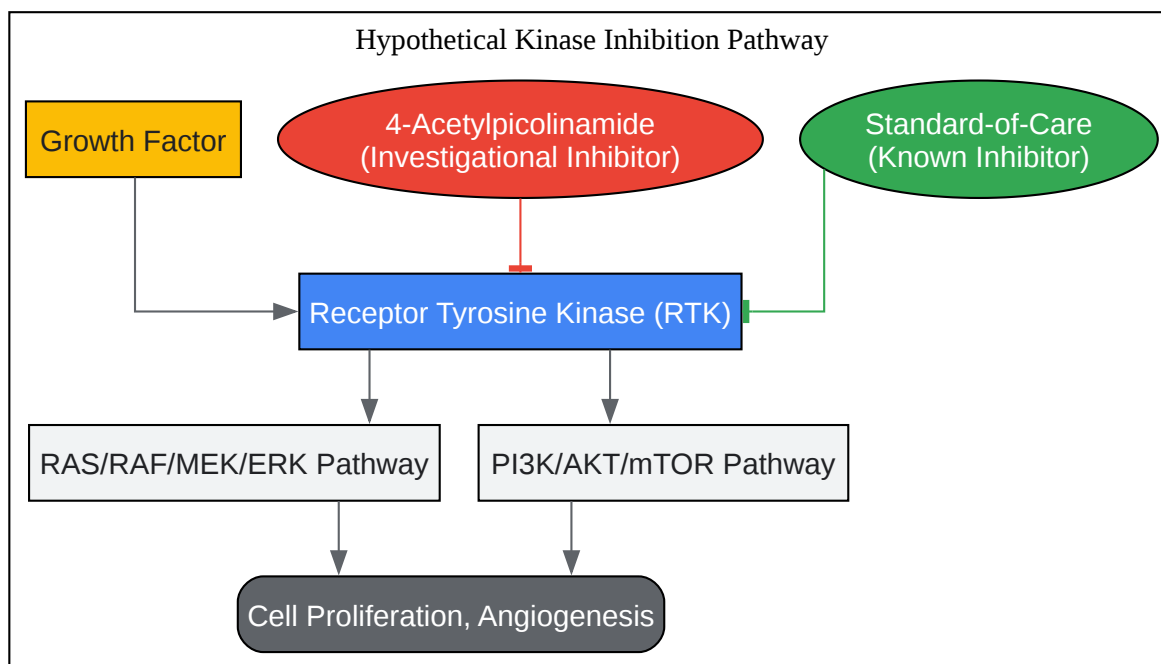 Hypothetical Kinase Inhibition Pathway
Growth Factor
4-Acetylpicolinamide
(Investigational Inhibitor)
Standard-of-Care
(Known Inhibitor)
Receptor Tyrosine Kinase (RTK)
RAS/RAF/MEK/ERK Pathway
PI3K/AKT/mTOR Pathway
Cell Proliferation, Angiogenesis